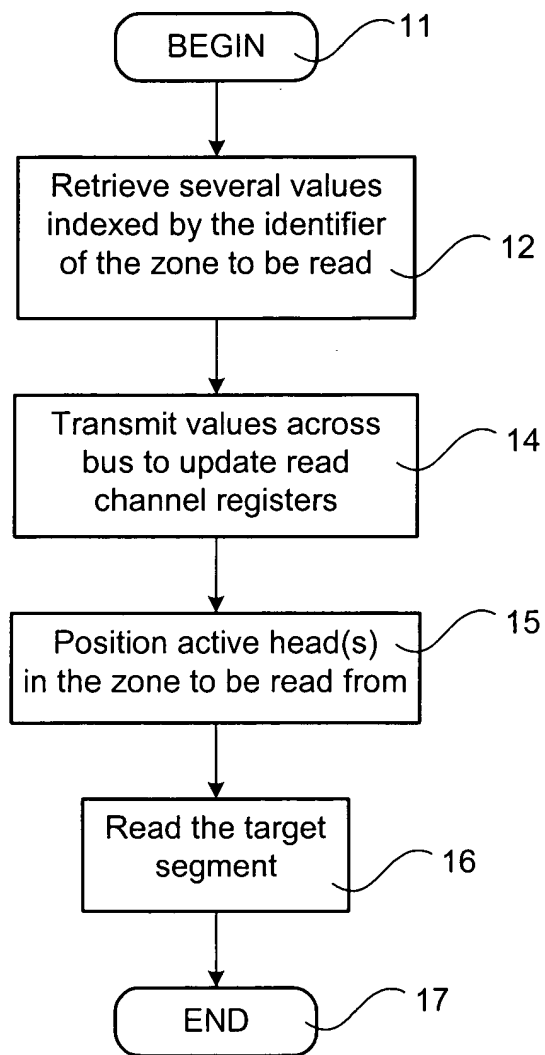 BEGIN
11
Retrieve several values
indexed by the identifier
of the zone to be read
12
Transmit values across
bus to update read
channel registers
14
Position active head(s)
in the zone to be read from
15
Read the target
segment
16
END
17